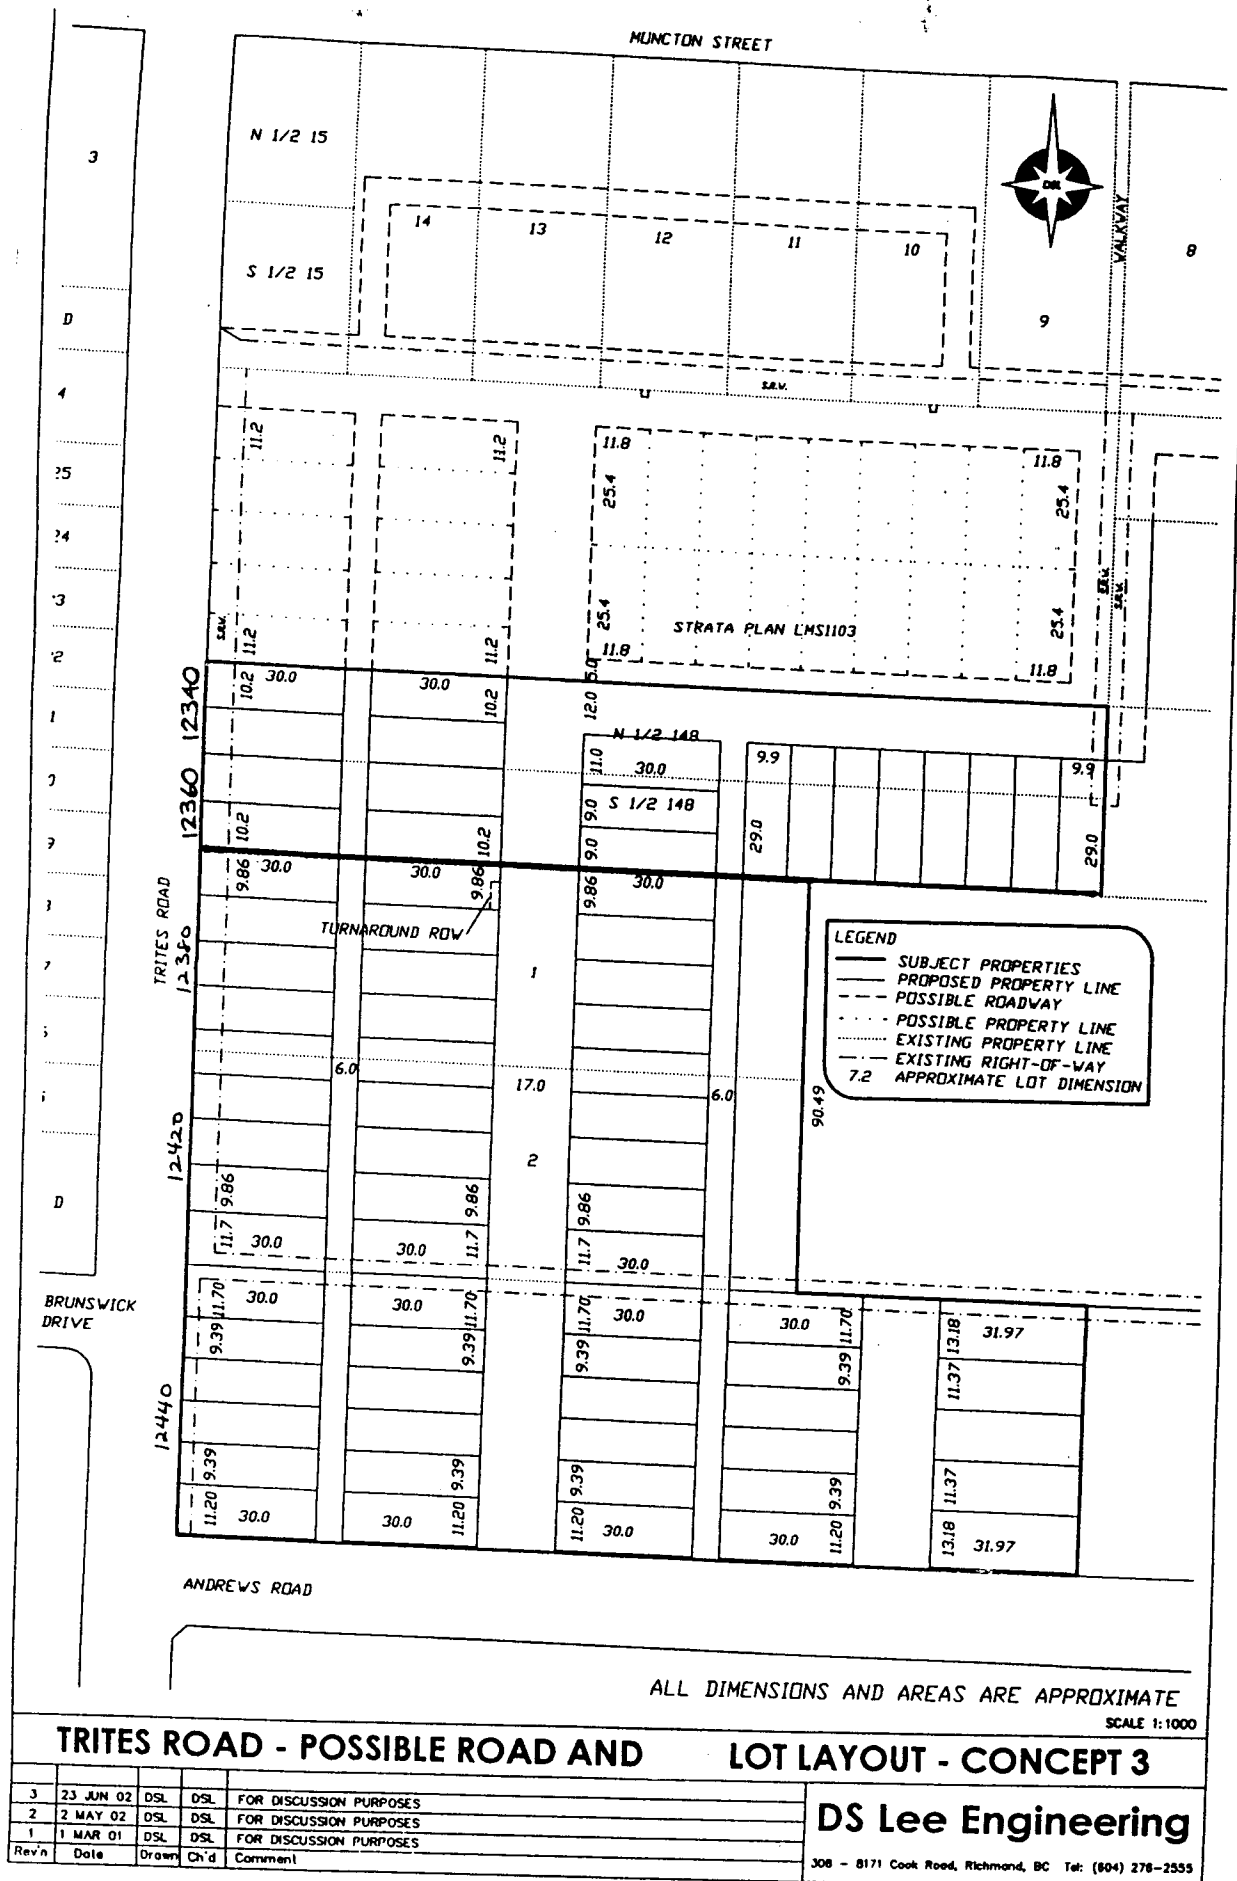 MUNCTON STREET
N 1/2 15
3
DSL
WALKWAY
14
13
12
11
10
8
S 1/2 15
D
9
S.R.W.
4
11.2
11.2
11.8
11.8
25
25.4
25.4
24
S.R.W.
S.R.W.
3
25.4
25.4
S.R.W.
STRATA PLAN LMS1103
11.2
11.2
11.8
11.8
2
12340
10.2
30.0
30.0
10.2
12.0
5.0
1
N 1/2 148
11.0
30.0
9.9
9.9
0
12360
9.0
S 1/2 148
10.2
10.2
9.0
29.0
29.0
9
9.86
30.0
30.0
9.86
9.86
30.0
TURNAROUND ROW
TRITES ROAD
12380
1
7
LEGEND
SUBJECT PROPERTIES
PROPOSED PROPERTY LINE
POSSIBLE ROADWAY
POSSIBLE PROPERTY LINE
EXISTING PROPERTY LINE
EXISTING RIGHT-OF-WAY
7.2 APPROXIMATE LOT DIMENSION
6.0
17.0
6.0
90.49
12420
2
D
9.86
9.86
9.86
11.7
30.0
30.0
11.7
11.7
30.0
BRUNSWICK
DRIVE
11.70
30.0
30.0
11.70
11.70
30.0
30.0
11.70
13.18
31.97
9.39
9.39
9.39
9.39
11.37
12440
9.39
9.39
9.39
9.39
11.37
11.20
30.0
30.0
11.20
11.20
30.0
30.0
11.20
13.18
31.97
ANDREWS ROAD
ALL DIMENSIONS AND AREAS ARE APPROXIMATE
SCALE 1:1000
TRITES ROAD - POSSIBLE ROAD AND LOT LAYOUT - CONCEPT 3
3 23 JUN 02 DSL DSL FOR DISCUSSION PURPOSES
2 2 MAY 02 DSL DSL FOR DISCUSSION PURPOSES
1 1 MAR 01 DSL DSL FOR DISCUSSION PURPOSES
Rev'n Date Drawn Ch'd Comment
DS Lee Engineering
308 - 8171 Cook Road, Richmond, BC Tel: (604) 276-2555